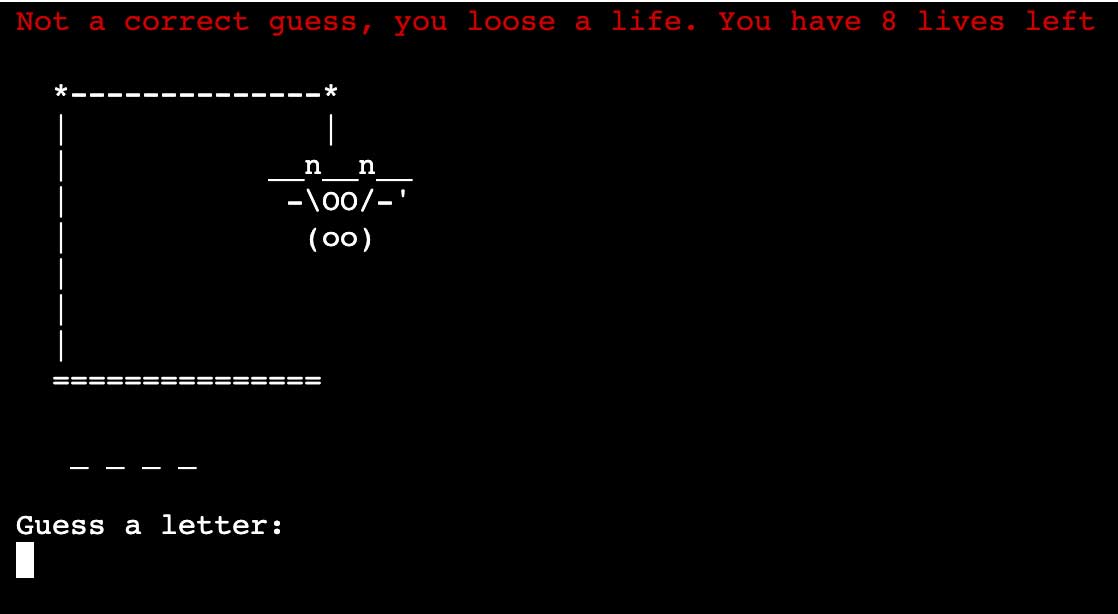 Not a correct guess, you loose a life. You have 8 lives left
*--------------*
|              |
|           __n__n__
|            -\OO/-'
|             (oo)
|
|
|
===============
_ _ _ _
Guess a letter: